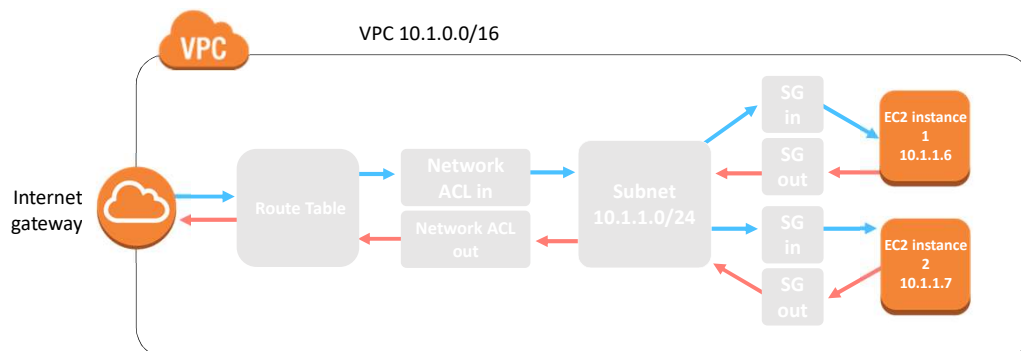 VPC
VPC 10.1.0.0/16
Internet
gateway
Route Table
Network
ACL in
Network ACL
out
Subnet
10.1.1.0/24
SG
in
SG
out
EC2 instance
1
10.1.1.6
SG
in
SG
out
EC2 instance
2
10.1.1.7